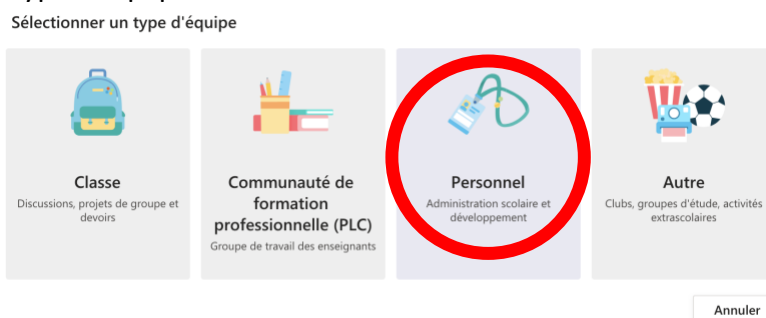 Sélectionner un type d'équipe
Classe
Discussions, projets de groupe et
devoirs
Communauté de
formation
professionnelle (PLC)
Groupe de travail des enseignants
Personnel
Administration scolaire et
développement
Autre
Clubs, groupes d'étude, activités
extrascolaires
Annuler